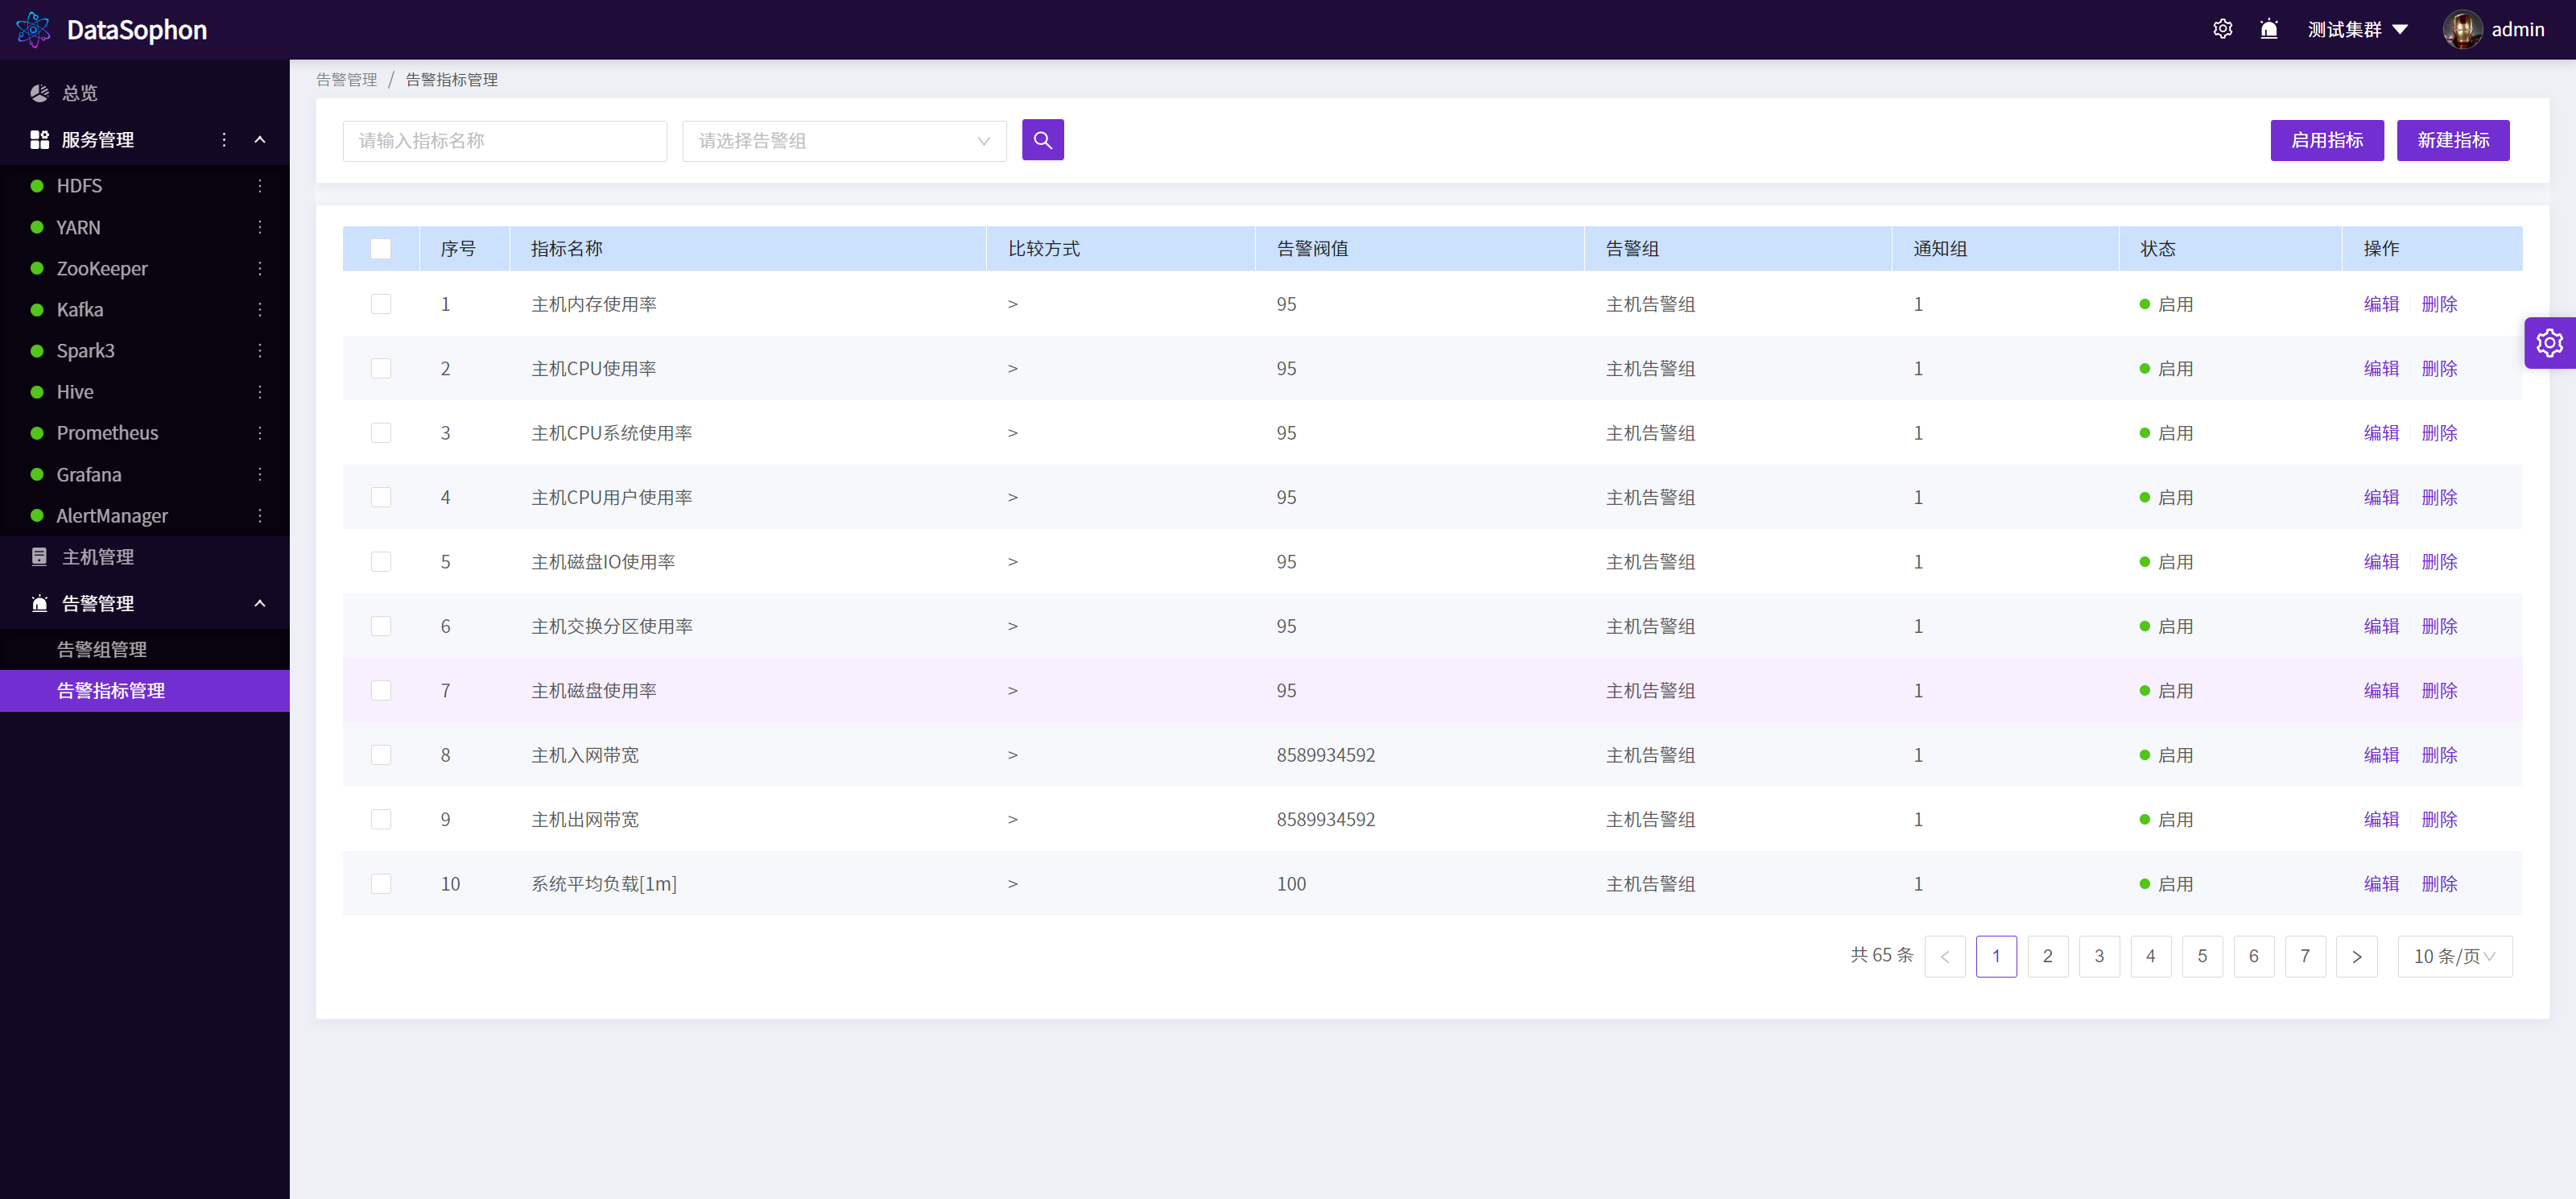 DataSophon
测试集群
admin
总览
服务管理
HDFS
YARN
ZooKeeper
Kafka
Spark3
Hive
Prometheus
Grafana
AlertManager
主机管理
告警管理
告警组管理
告警指标管理
告警管理 / 告警指标管理
请输入指标名称 请选择告警组 启用指标 新建指标
序号 指标名称 比较方式 告警阀值 告警组 通知组 状态 操作
1 主机内存使用率 > 95 主机告警组 1 启用 编辑 删除
2 主机CPU使用率 > 95 主机告警组 1 启用 编辑 删除
3 主机CPU系统使用率 > 95 主机告警组 1 启用 编辑 删除
4 主机CPU用户使用率 > 95 主机告警组 1 启用 编辑 删除
5 主机磁盘IO使用率 > 95 主机告警组 1 启用 编辑 删除
6 主机交换分区使用率 > 95 主机告警组 1 启用 编辑 删除
7 主机磁盘使用率 > 95 主机告警组 1 启用 编辑 删除
8 主机入网带宽 > 8589934592 主机告警组 1 启用 编辑 删除
9 主机出网带宽 > 8589934592 主机告警组 1 启用 编辑 删除
10 系统平均负载[1m] > 100 主机告警组 1 启用 编辑 删除
共 65 条 < 1 2 3 4 5 6 7 > 10 条/页